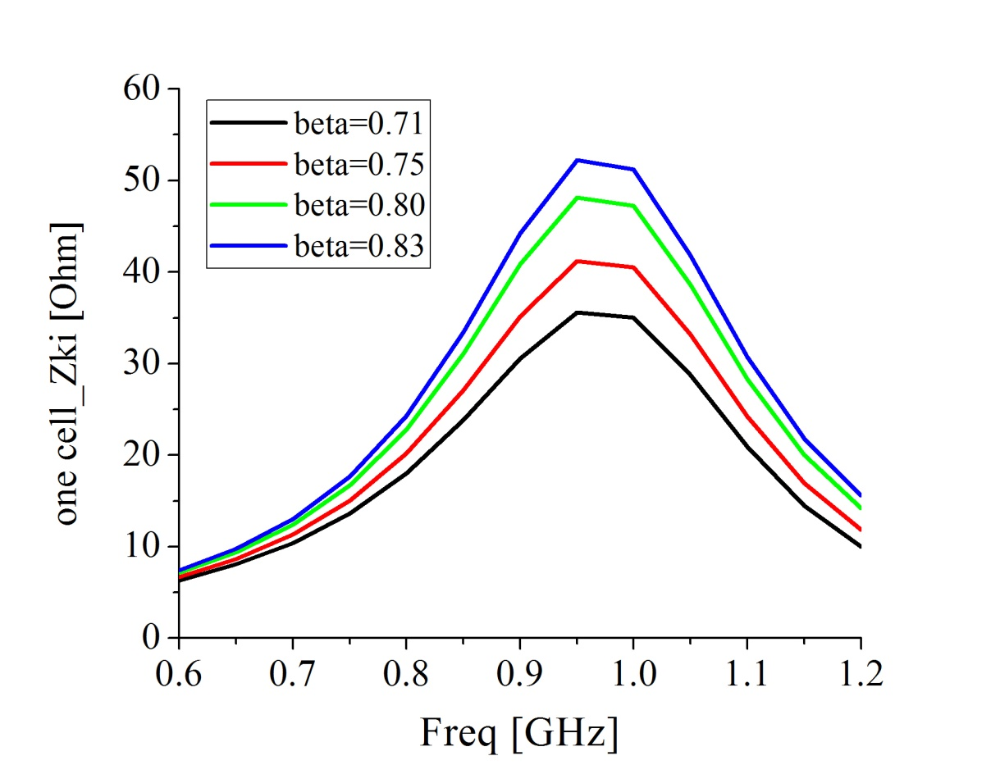 60
50
40
30
20
10
0
one cell_Zki [Ohm]
beta=0.71
beta=0.75
beta=0.80
beta=0.83
0.6 0.7 0.8 0.9 1.0 1.1 1.2
Freq [GHz]